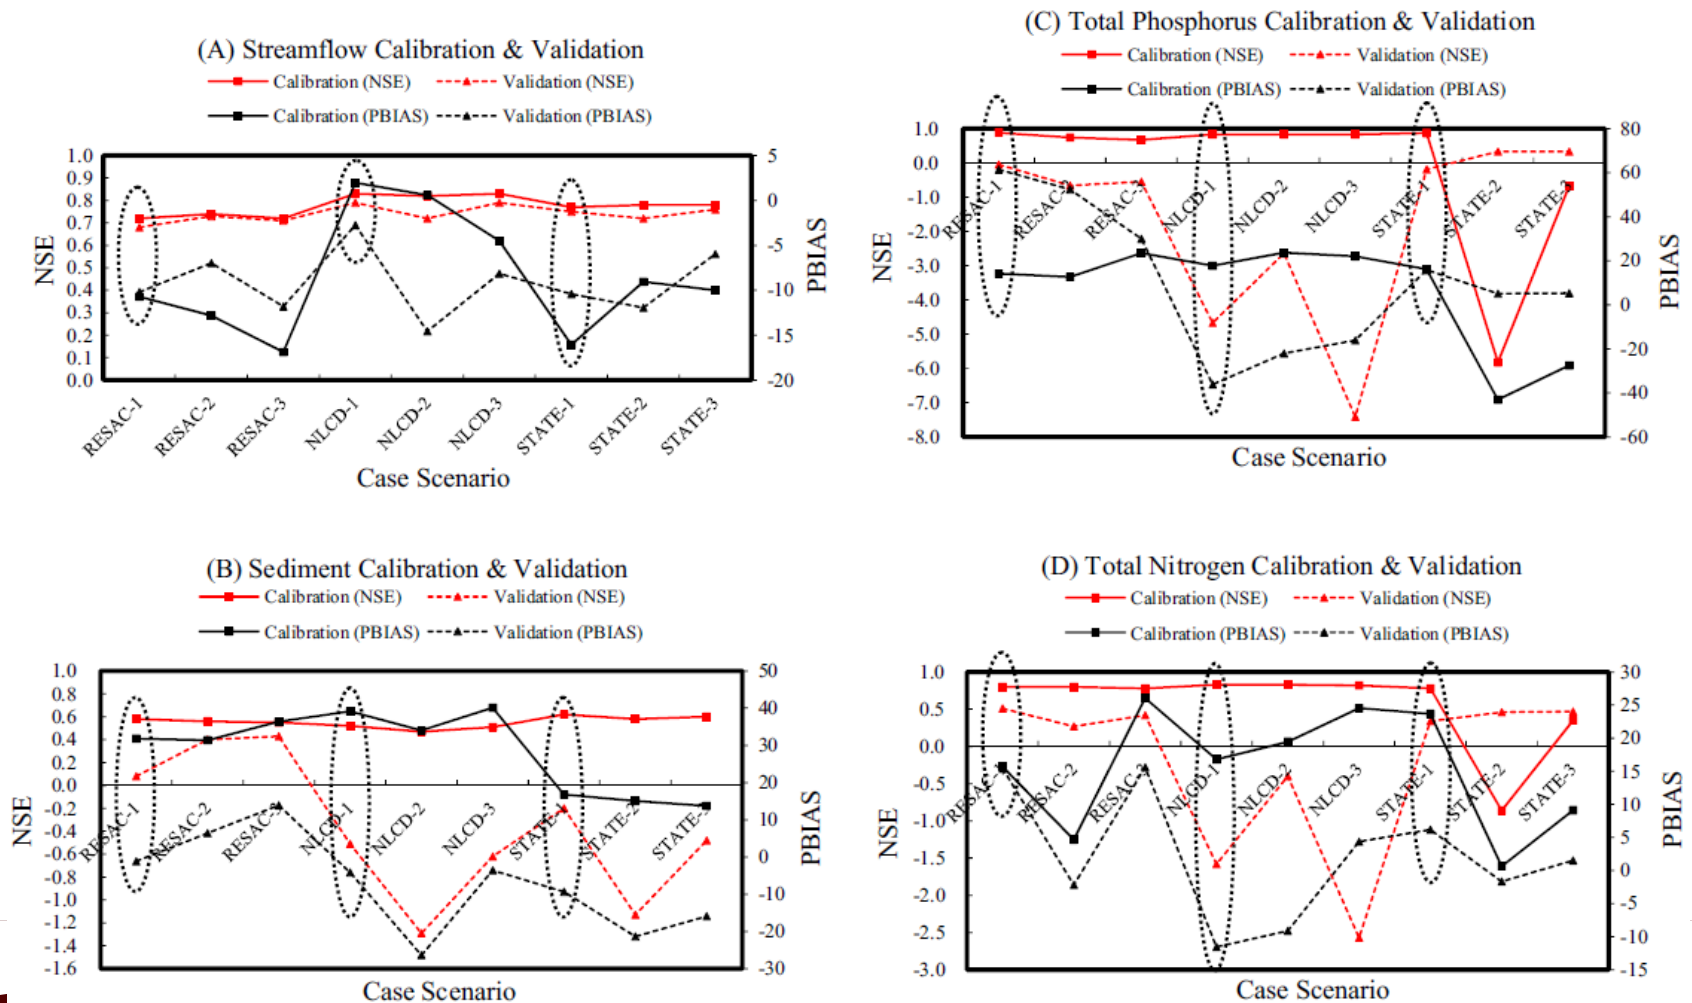 (A) Streamflow Calibration & Validation
Calibration (NSE) Validation (NSE)
Calibration (PBIAS) Validation (PBIAS)
1.0
0.9
0.8
0.7
0.6
0.5
0.4
0.3
0.2
0.1
0.0
NSE
5
0
-5
-10
-15
-20
PBIAS
RESAC-1 RESAC-2 RESAC-3 NLCD-1 NLCD-2 NLCD-3 STATE-1 STATE-2 STATE-3
Case Scenario
(C) Total Phosphorus Calibration & Validation
Calibration (NSE) Validation (NSE)
Calibration (PBIAS) Validation (PBIAS)
1.0
0.0
-1.0
-2.0
-3.0
-4.0
-5.0
-6.0
-7.0
-8.0
NSE
80
60
40
20
0
-20
-40
-60
PBIAS
RESAC-1 RESAC-2 RESAC-3 NLCD-1 NLCD-2 NLCD-3 STATE-1 STATE-2 STATE-3
Case Scenario
(B) Sediment Calibration & Validation
Calibration (NSE) Validation (NSE)
Calibration (PBIAS) Validation (PBIAS)
1.0
0.8
0.6
0.4
0.2
0.0
-0.2
-0.4
-0.6
-0.8
-1.0
-1.2
-1.4
-1.6
NSE
50
40
30
20
10
0
-10
-20
-30
PBIAS
RESAC-1 RESAC-2 RESAC-3 NLCD-1 NLCD-2 NLCD-3 STATE-1 STATE-2 STATE-3
Case Scenario
(D) Total Nitrogen Calibration & Validation
Calibration (NSE) Validation (NSE)
Calibration (PBIAS) Validation (PBIAS)
1.0
0.5
0.0
-0.5
-1.0
-1.5
-2.0
-2.5
-3.0
NSE
30
25
20
15
10
5
0
-5
-10
-15
PBIAS
RESAC-1 RESAC-2 RESAC-3 NLCD-1 NLCD-2 NLCD-3 STATE-1 STATE-2 STATE-3
Case Scenario